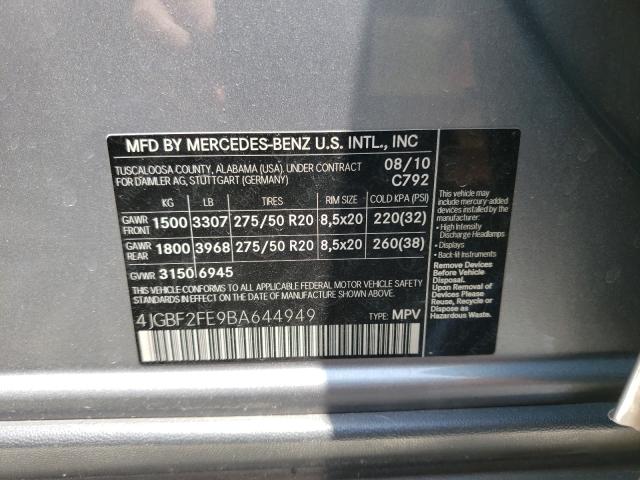 MFD BY MERCEDES-BENZ U.S. INTL., INC
TUSCALOOSA COUNTY, ALABAMA (USA). UNDER CONTRACT
FOR DAIMLER AG, STUTTGART (GERMANY)
08/10
C792
KG LB TIRES RIM SIZE COLD KPA (PSI)
GAWR FRONT 1500 3307 275/50 R20 8,5x20 220(32)
GAWR REAR 1800 3968 275/50 R20 8,5x20 260(38)
GVWR 3150 6945
THIS VEHICLE CONFORMS TO ALL APPLICABLE FEDERAL MOTOR VEHICLE SAFETY
STANDARDS IN EFFECT ON THE DATE OF MANUFACTURE SHOWN ABOVE.
4JGBF2FE9BA644949
TYPE: MPV
This vehicle may
include mercury-added
devices installed by the
manufacturer:
• High Intensity
Discharge Headlamps
• Displays
• Back-lit Instruments
Remove Devices
Before Vehicle
Disposal.
Reuse, Recycle or
Dispose as
Hazardous Waste.